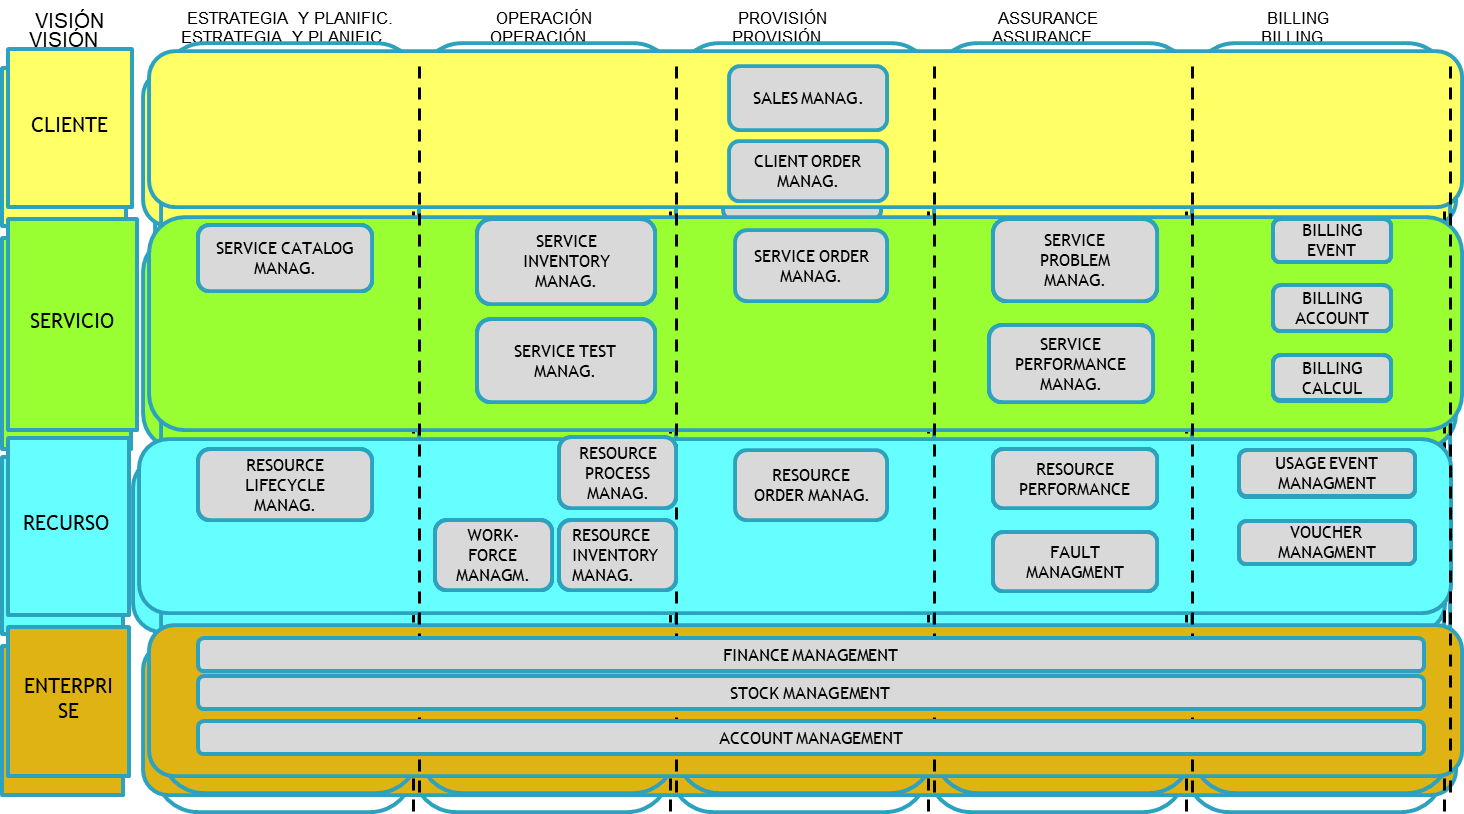 VISIÓN
ESTRATEGIA Y PLANIFIC.
OPERACIÓN
PROVISIÓN
ASSURANCE
BILLING
VISIÓN
ESTRATEGIA Y PLANIFIC.
OPERACIÓN
PROVISIÓN
ASSURANCE
BILLING
CLIENTE
SALES MANAG.
CLIENT ORDER
MANAG.
SERVICIO
SERVICE CATALOG
MANAG.
SERVICE
INVENTORY
MANAG.
SERVICE TEST
MANAG.
SERVICE ORDER
MANAG.
SERVICE
PROBLEM
MANAG.
SERVICE
PERFORMANCE
MANAG.
BILLING
EVENT
BILLING
ACCOUNT
BILLING
CALCUL
RECURSO
RESOURCE
LIFECYCLE
MANAG.
RESOURCE
PROCESS
MANAG.
WORK-
FORCE
MANAGM.
RESOURCE
INVENTORY
MANAG.
RESOURCE
ORDER MANAG.
RESOURCE
PERFORMANCE
FAULT
MANAGMENT
USAGE EVENT
MANAGMENT
VOUCHER
MANAGMENT
ENTERPRI
SE
FINANCE MANAGEMENT
STOCK MANAGEMENT
ACCOUNT MANAGEMENT